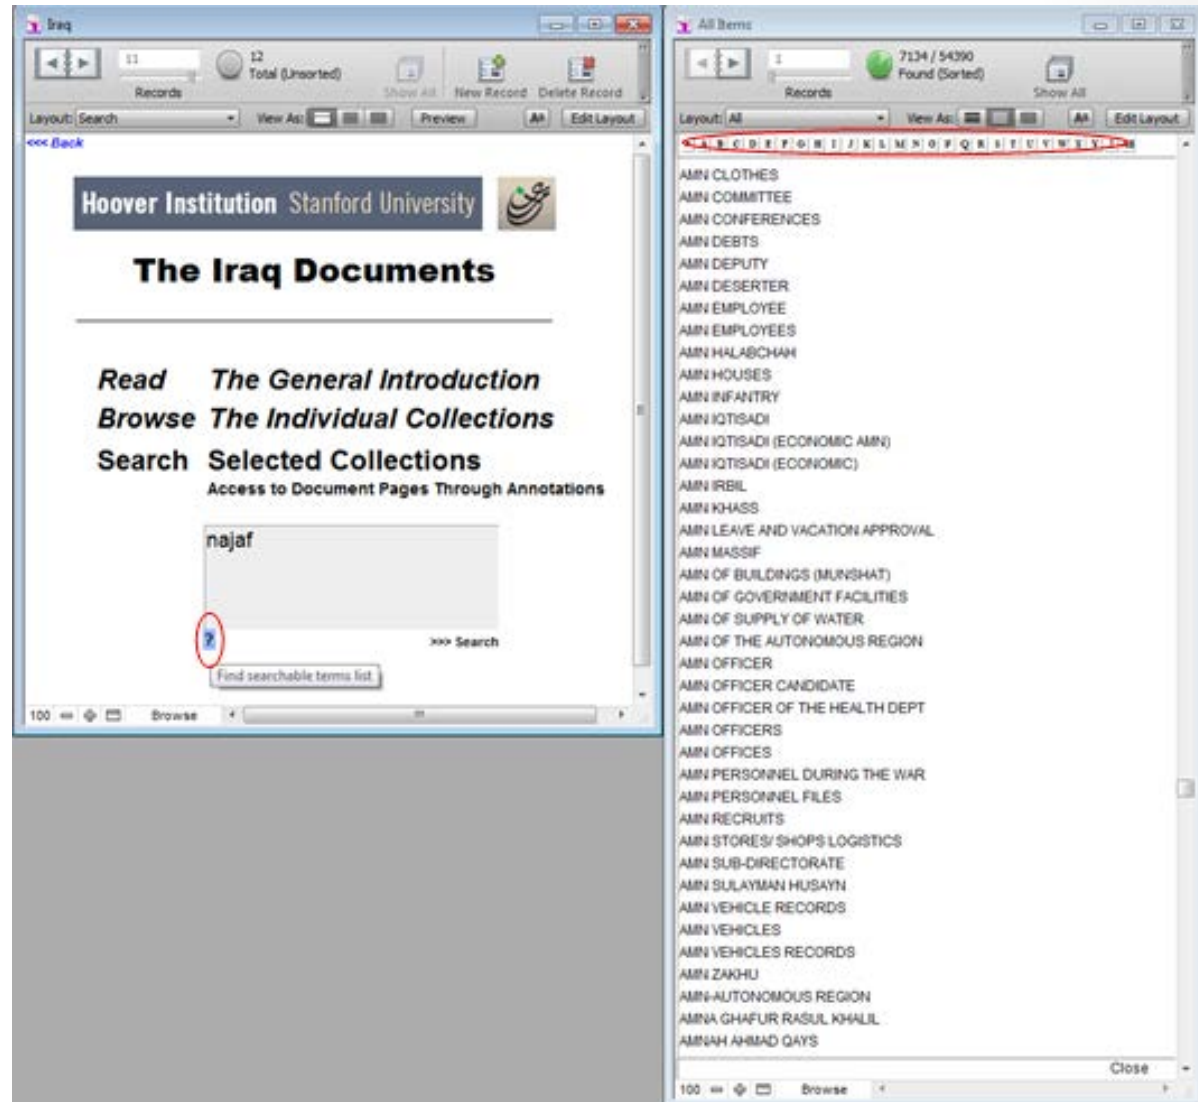 Iraq
11
12
Total (Unsorted)
Records
Show All
New Record
Delete Record
Layout: Search
View As:
Preview
Aa
Edit Layout
<<< Back
Hoover Institution Stanford University
The Iraq Documents
Read The General Introduction
Browse The Individual Collections
Search Selected Collections
Access to Document Pages Through Annotations
najaf
?
>>> Search
Find searchable terms list.
100
Browse
All Items
1
7134 / 54390
Found (Sorted)
Records
Show All
Layout: All
View As:
Aa
Edit Layout
A B C D E F G H I J K L M N O P Q R S T U V W X Y
AMN CLOTHES
AMN COMMITTEE
AMN CONFERENCES
AMN DEBTS
AMN DEPUTY
AMN DESERTER
AMN EMPLOYEE
AMN EMPLOYEES
AMN HALABCHAH
AMN HOUSES
AMN INFANTRY
AMN IQTISADI
AMN IQTISADI (ECONOMIC AMN)
AMN IQTISADI (ECONOMIC)
AMN IRBIL
AMN KHASS
AMN LEAVE AND VACATION APPROVAL
AMN MASSIF
AMN OF BUILDINGS (MUNSHAT)
AMN OF GOVERNMENT FACILITIES
AMN OF SUPPLY OF WATER
AMN OF THE AUTONOMOUS REGION
AMN OFFICER
AMN OFFICER CANDIDATE
AMN OFFICER OF THE HEALTH DEPT
AMN OFFICERS
AMN OFFICES
AMN PERSONNEL DURING THE WAR
AMN PERSONNEL FILES
AMN RECRUITS
AMN STORES/ SHOPS LOGISTICS
AMN SUB-DIRECTORATE
AMN SULAYMAN HUSAYN
AMN VEHICLE RECORDS
AMN VEHICLES
AMN VEHICLES RECORDS
AMN ZAKHU
AMN-AUTONOMOUS REGION
AMNA GHAFUR RASUL KHALIL
AMNAH AHMAD QAYS
Close
100
Browse